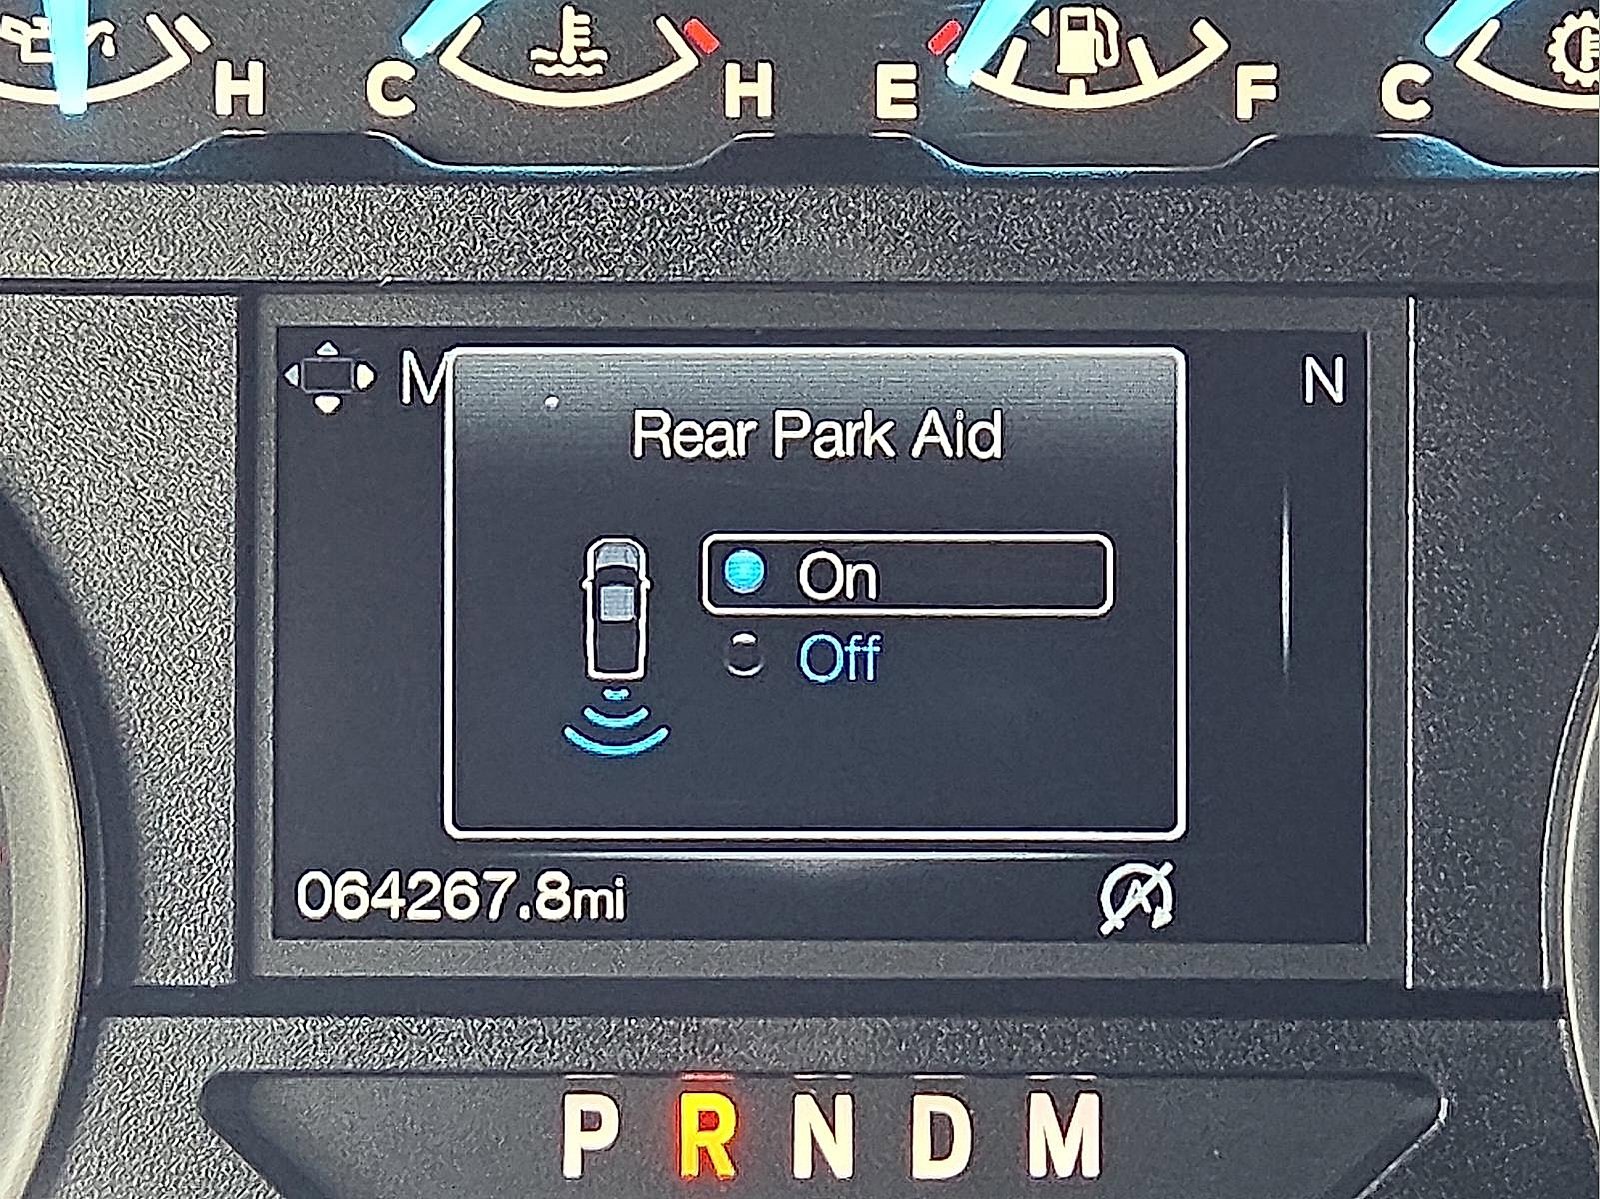 H C H E F C
M N
Rear Park Aid
On
Off
064267.8mi
P R N D M